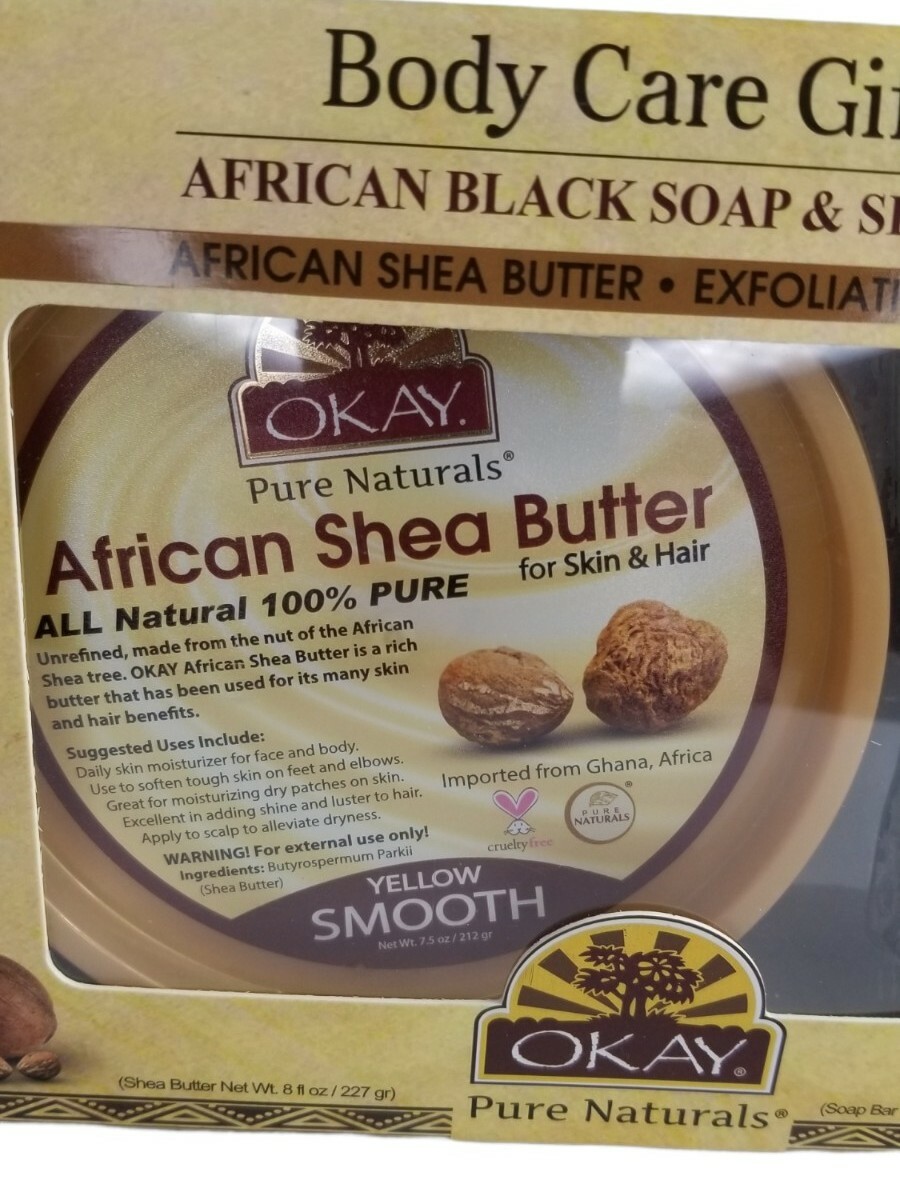 Body Care Gi
AFRICAN BLACK SOAP & S
AFRICAN SHEA BUTTER • EXFOLIATI
OKAY.
Pure Naturals®
African Shea Butter
for Skin & Hair
ALL Natural 100% PURE
Unrefined, made from the nut of the African
Shea tree. OKAY African Shea Butter is a rich
butter that has been used for its many skin
and hair benefits.
Suggested Uses Include:
Daily skin moisturizer for face and body.
Use to soften tough skin on feet and elbows.
Great for moisturizing dry patches on skin.
Excellent in adding shine and luster to hair.
Apply to scalp to alleviate dryness.
WARNING! For external use only!
Ingredients: Butyrospermum Parkii
(Shea Butter)
Imported from Ghana, Africa
crueltyfree
PURE
NATURALS
®
YELLOW
SMOOTH
Net Wt. 7.5 oz / 212 gr
OKAY®
Pure Naturals®
(Shea Butter Net Wt. 8 fl oz / 227 gr)
(Soap Bar